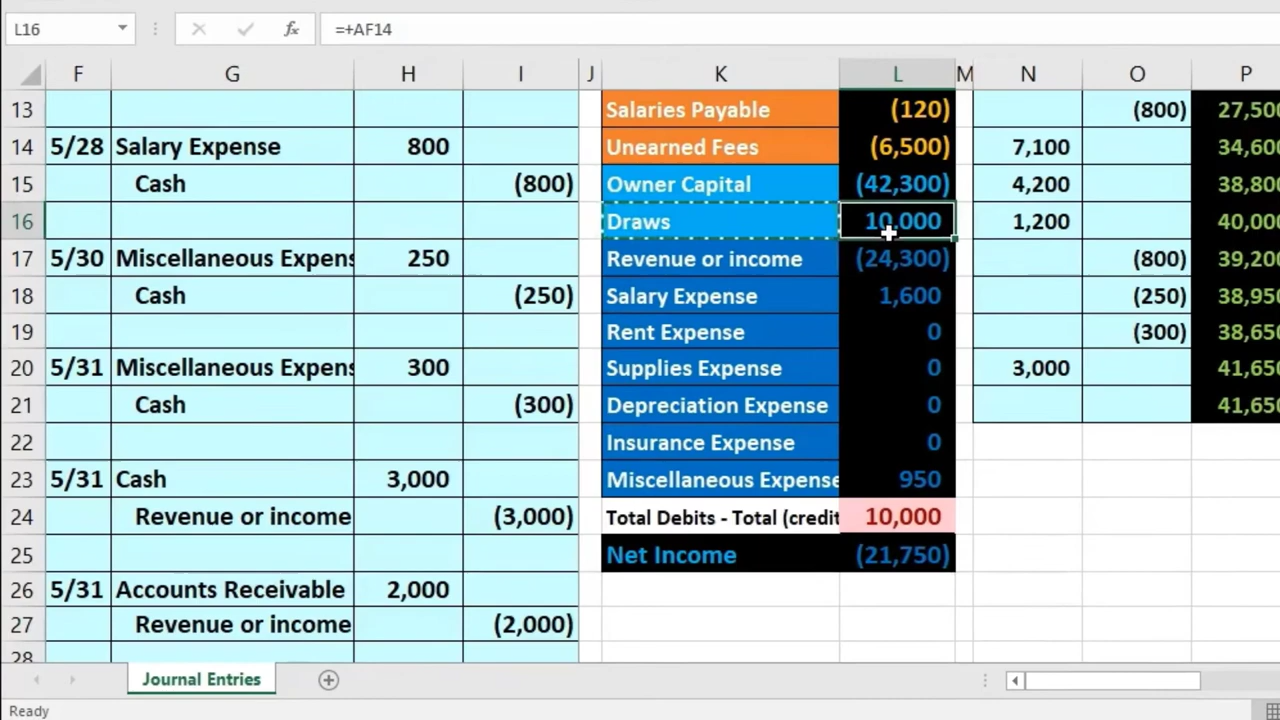 L16 fx =+AF14
F G H I J K L M N O P
13 Salaries Payable (120) (800) 27,500
14 5/28 Salary Expense 800 Unearned Fees (6,500) 7,100 34,600
15 Cash (800) Owner Capital (42,300) 4,200 38,800
16 Draws 10,000 1,200 40,000
17 5/30 Miscellaneous Expens 250 Revenue or income (24,300) (800) 39,200
18 Cash (250) Salary Expense 1,600 (250) 38,950
19 Rent Expense 0 (300) 38,650
20 5/31 Miscellaneous Expens 300 Supplies Expense 0 3,000 41,650
21 Cash (300) Depreciation Expense 0 41,650
22 Insurance Expense 0
23 5/31 Cash 3,000 Miscellaneous Expense 950
24 Revenue or income (3,000) Total Debits - Total (credit 10,000
25 Net Income (21,750)
26 5/31 Accounts Receivable 2,000
27 Revenue or income (2,000)
28
Journal Entries
Ready